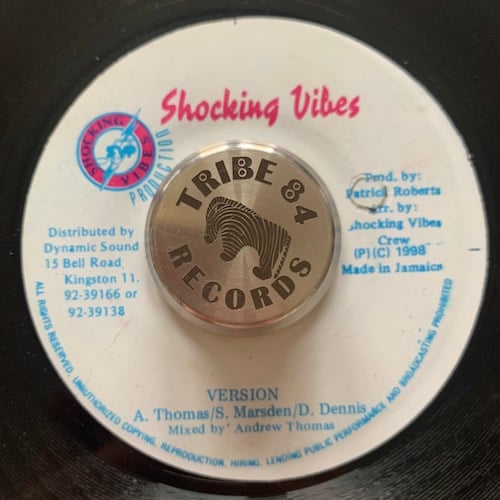 Shocking Vibes
SHOCKING VIBES
PRODUCTION
TRIBE 84
RECORDS
Distributed by
Dynamic Sound
15 Bell Road
Kingston 11.
92-39166 or
92-39138
Prod. by:
Patrick Roberts
Arr. by:
Shocking Vibes
Crew
(P)(C) 1998
Made in Jamaica
VERSION
A. Thomas/S. Marsden/D. Dennis
Mixed by' Andrew Thomas
ALL RIGHTS RESERVED, UNAUTHORIZED COPYING, REPRODUCTION, HIRING, LENDING PUBLIC PERFORMANCE AND BROADCASTING PROHIBITED